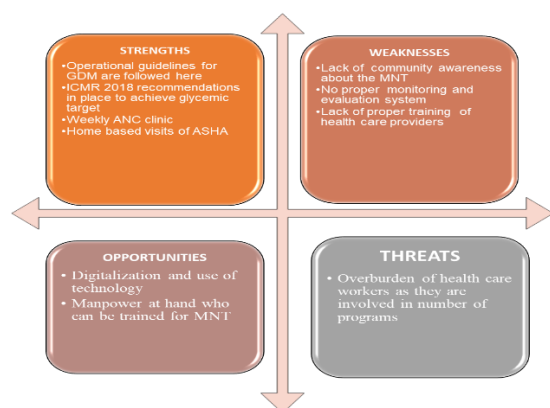 STRENGTHS
•Operational guidelines for
GDM are followed here
•ICMR 2018 recommendations
in place to achieve glycemic
target
•Weekly ANC clinic
•Home based visits of ASHA
WEAKNESSES
•Lack of community awareness
about the MNT
•No proper monitoring and
evaluation system
•Lack of proper training of
health care providers
OPPORTUNITIES
• Digitalization and use of
technology
• Manpower at hand who
can be trained for MNT
THREATS
• Overburden of health care
workers as they are
involved in number of
programs